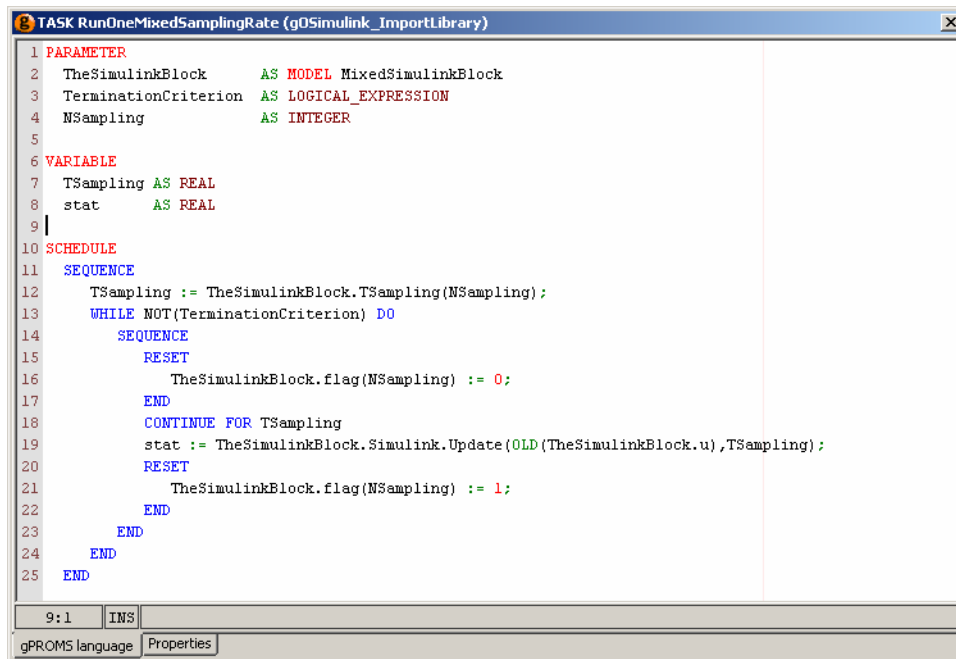 TASK RunOneMixedSamplingRate (gOSimulink_ImportLibrary)
1 PARAMETER
2   TheSimulinkBlock       AS MODEL MixedSimulinkBlock
3   TerminationCriterion  AS LOGICAL_EXPRESSION
4   NSampling              AS INTEGER
5
6 VARIABLE
7   TSampling AS REAL
8   stat      AS REAL
9
10 SCHEDULE
11   SEQUENCE
12      TSampling := TheSimulinkBlock.TSampling(NSampling);
13      WHILE NOT(TerminationCriterion) DO
14         SEQUENCE
15            RESET
16               TheSimulinkBlock.flag(NSampling) := 0;
17            END
18            CONTINUE FOR TSampling
19            stat := TheSimulinkBlock.Simulink.Update(OLD(TheSimulinkBlock.u),TSampling);
20            RESET
21               TheSimulinkBlock.flag(NSampling) := 1;
22            END
23         END
24      END
25   END
9:1 INS
gPROMS language Properties